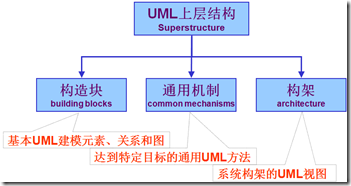 UML上层结构
Superstructure
构造块
building blocks
通用机制
common mechanisms
构架
architecture
基本UML建模元素、关系和图
达到特定目标的通用UML方法
系统构架的UML视图